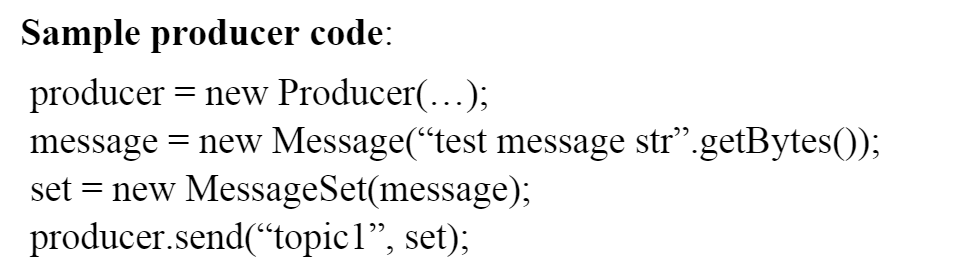 Sample producer code:
producer = new Producer(…);
message = new Message(“test message str”.getBytes());
set = new MessageSet(message);
producer.send(“topic1”, set);